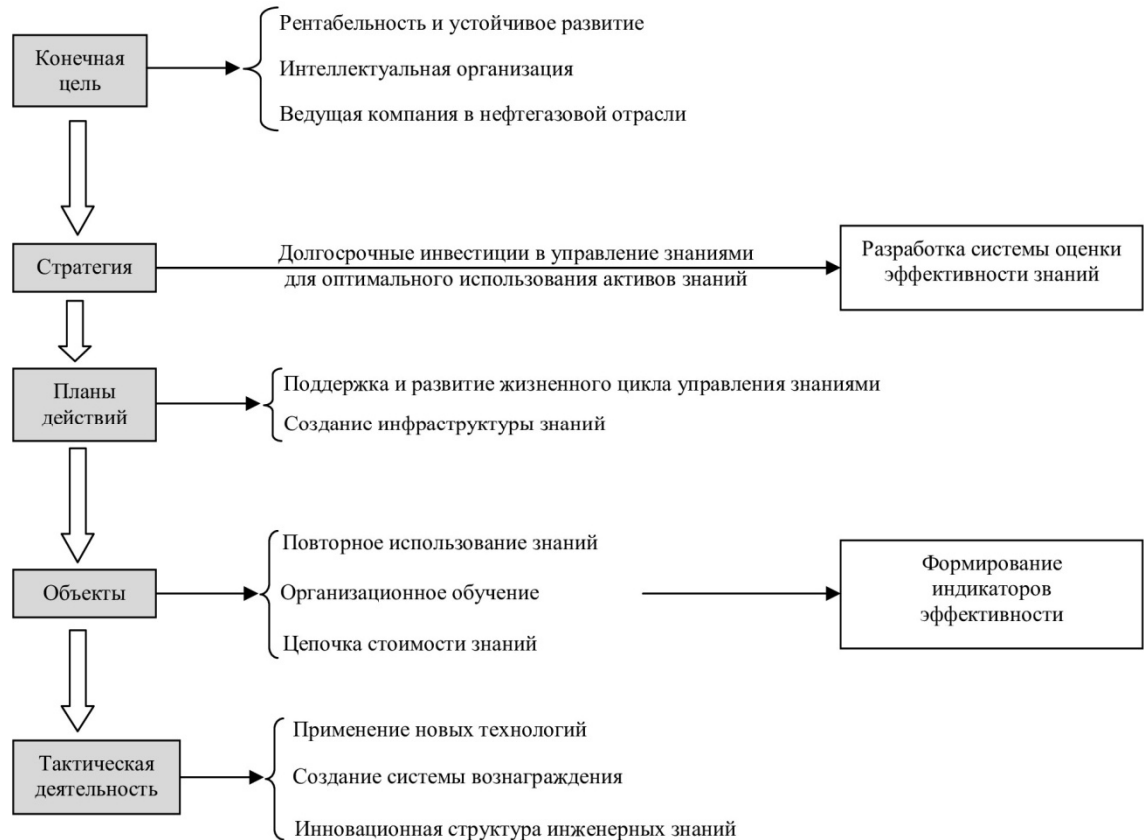 Конечная
цель
Рентабельность и устойчивое развитие
Интеллектуальная организация
Ведущая компания в нефтегазовой отрасли
Стратегия
Долгосрочные инвестиции в управление знаниями
для оптимального использования активов знаний
Разработка системы оценки
эффективности знаний
Планы
действий
Поддержка и развитие жизненного цикла управления знаниями
Создание инфраструктуры знаний
Объекты
Повторное использование знаний
Организационное обучение
Цепочка стоимости знаний
Формирование
индикаторов
эффективности
Тактическая
деятельность
Применение новых технологий
Создание системы вознаграждения
Инновационная структура инженерных знаний